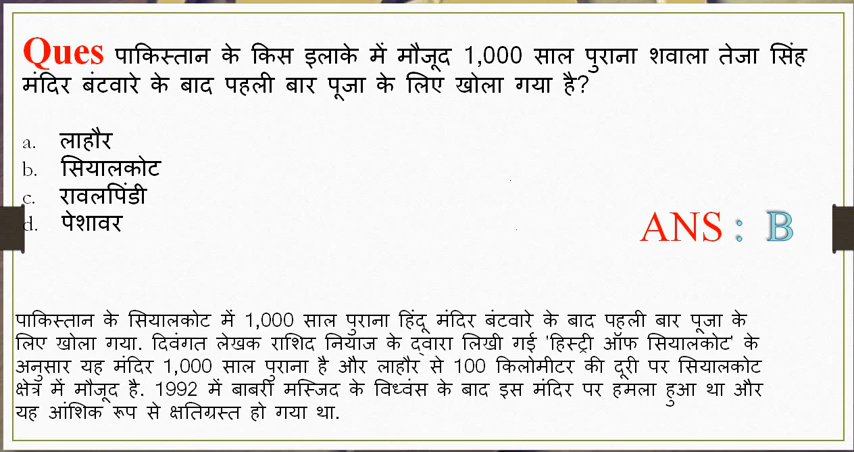 Ques पाकिस्तान के किस इलाके में मौजूद 1,000 साल पुराना शवाला तेजा सिंह
मंदिर बंटवारे के बाद पहली बार पूजा के लिए खोला गया है?
a. लाहौर
b. सियालकोट
c. रावलपिंडी
d. पेशावर
ANS : B
पाकिस्तान के सियालकोट में 1,000 साल पुराना हिंदू मंदिर बंटवारे के बाद पहली बार पूजा के
लिए खोला गया. दिवंगत लेखक राशिद नियाज के द्वारा लिखी गई 'हिस्ट्री ऑफ सियालकोट' के
अनुसार यह मंदिर 1,000 साल पुराना है और लाहौर से 100 किलोमीटर की दूरी पर सियालकोट
क्षेत्र में मौजूद है. 1992 में बाबरी मस्जिद के विध्वंस के बाद इस मंदिर पर हमला हुआ था और
यह आंशिक रूप से क्षतिग्रस्त हो गया था.